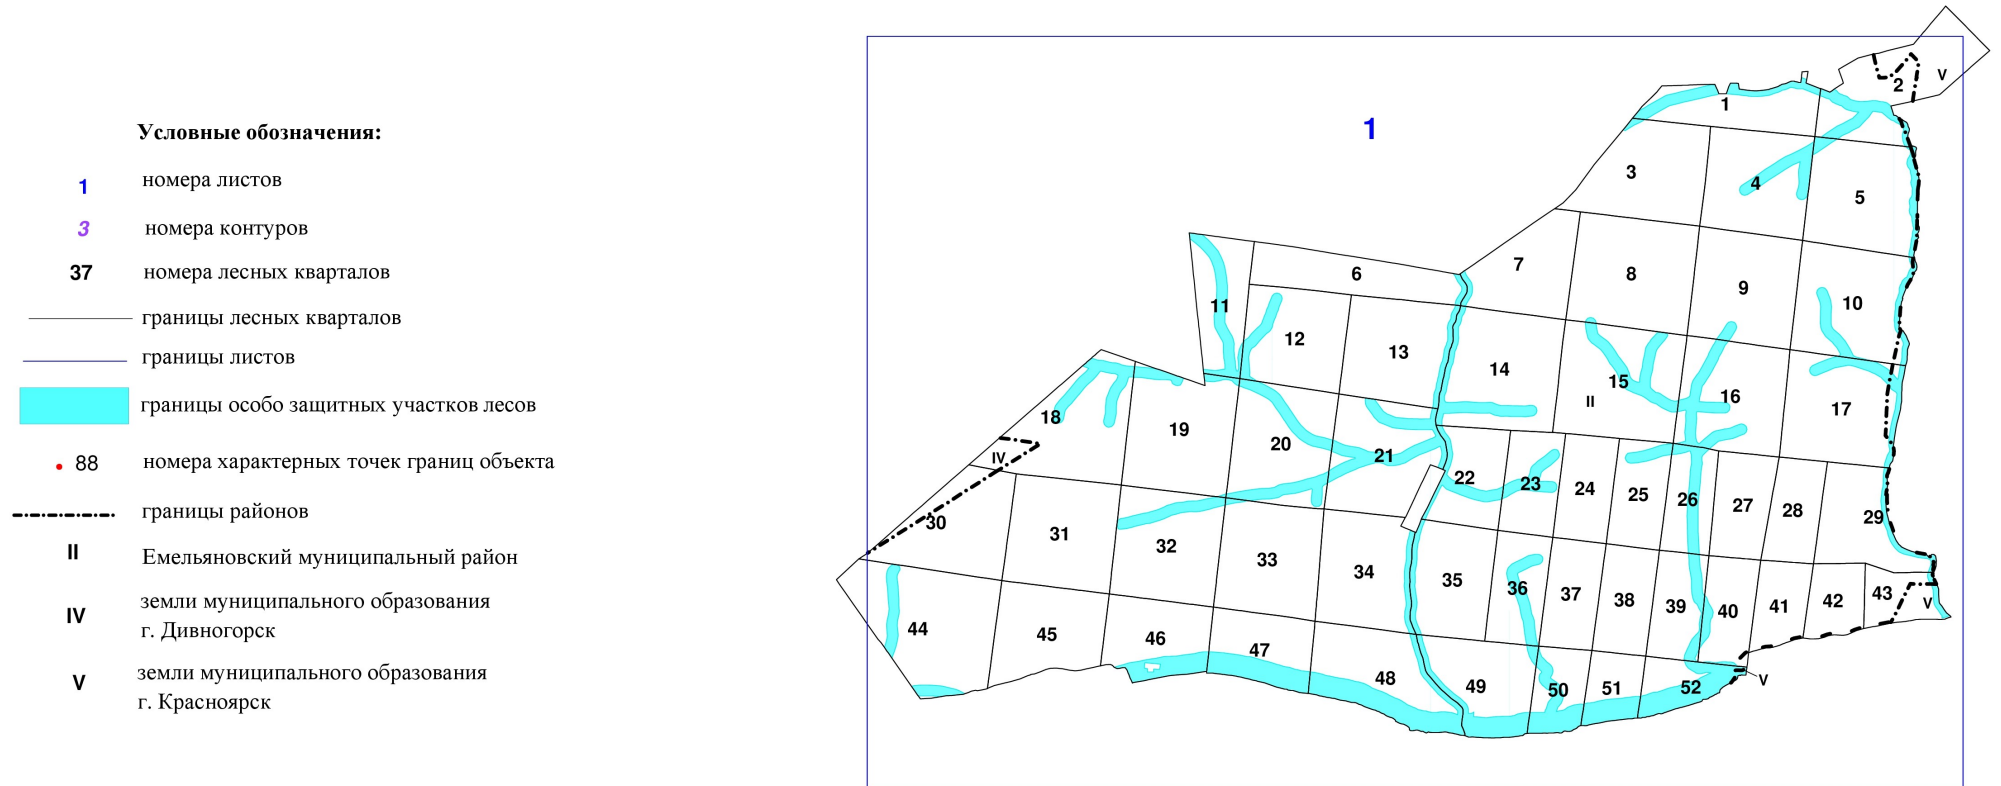 Условные обозначения:
1 номера листов
3 номера контуров
37 номера лесных кварталов
границы лесных кварталов
границы листов
границы особо защитных участков лесов
88 номера характерных точек границ объекта
границы районов
II Емельяновский муниципальный район
IV земли муниципального образования
г. Дивногорск
V земли муниципального образования
г. Красноярск
1
2
V
1
3
4
5
6
7
8
9
10
11
12
13
14
15
II
16
17
18
IV
19
20
21
22
23
24
25
26
27
28
29
30
31
32
33
34
35
36
37
38
39
40
41
42
43
V
44
45
46
47
48
49
50
51
52
V